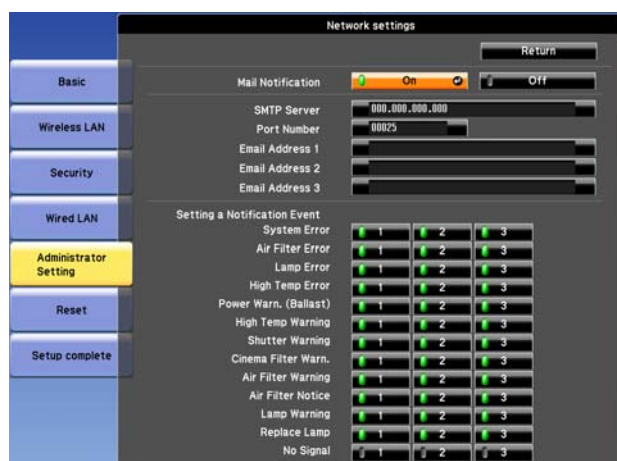 Network settings
Return
Basic
Wireless LAN
Security
Wired LAN
Administrator
Setting
Reset
Setup complete
Mail Notification On Off
SMTP Server 000.000.000.000
Port Number 00025
Email Address 1
Email Address 2
Email Address 3
Setting a Notification Event
System Error 1 2 3
Air Filter Error 1 2 3
Lamp Error 1 2 3
High Temp Error 1 2 3
Power Warn. (Ballast) 1 2 3
High Temp Warning 1 2 3
Shutter Warning 1 2 3
Cinema Filter Warn. 1 2 3
Air Filter Warning 1 2 3
Air Filter Notice 1 2 3
Lamp Warning 1 2 3
Replace Lamp 1 2 3
No Signal 1 2 3